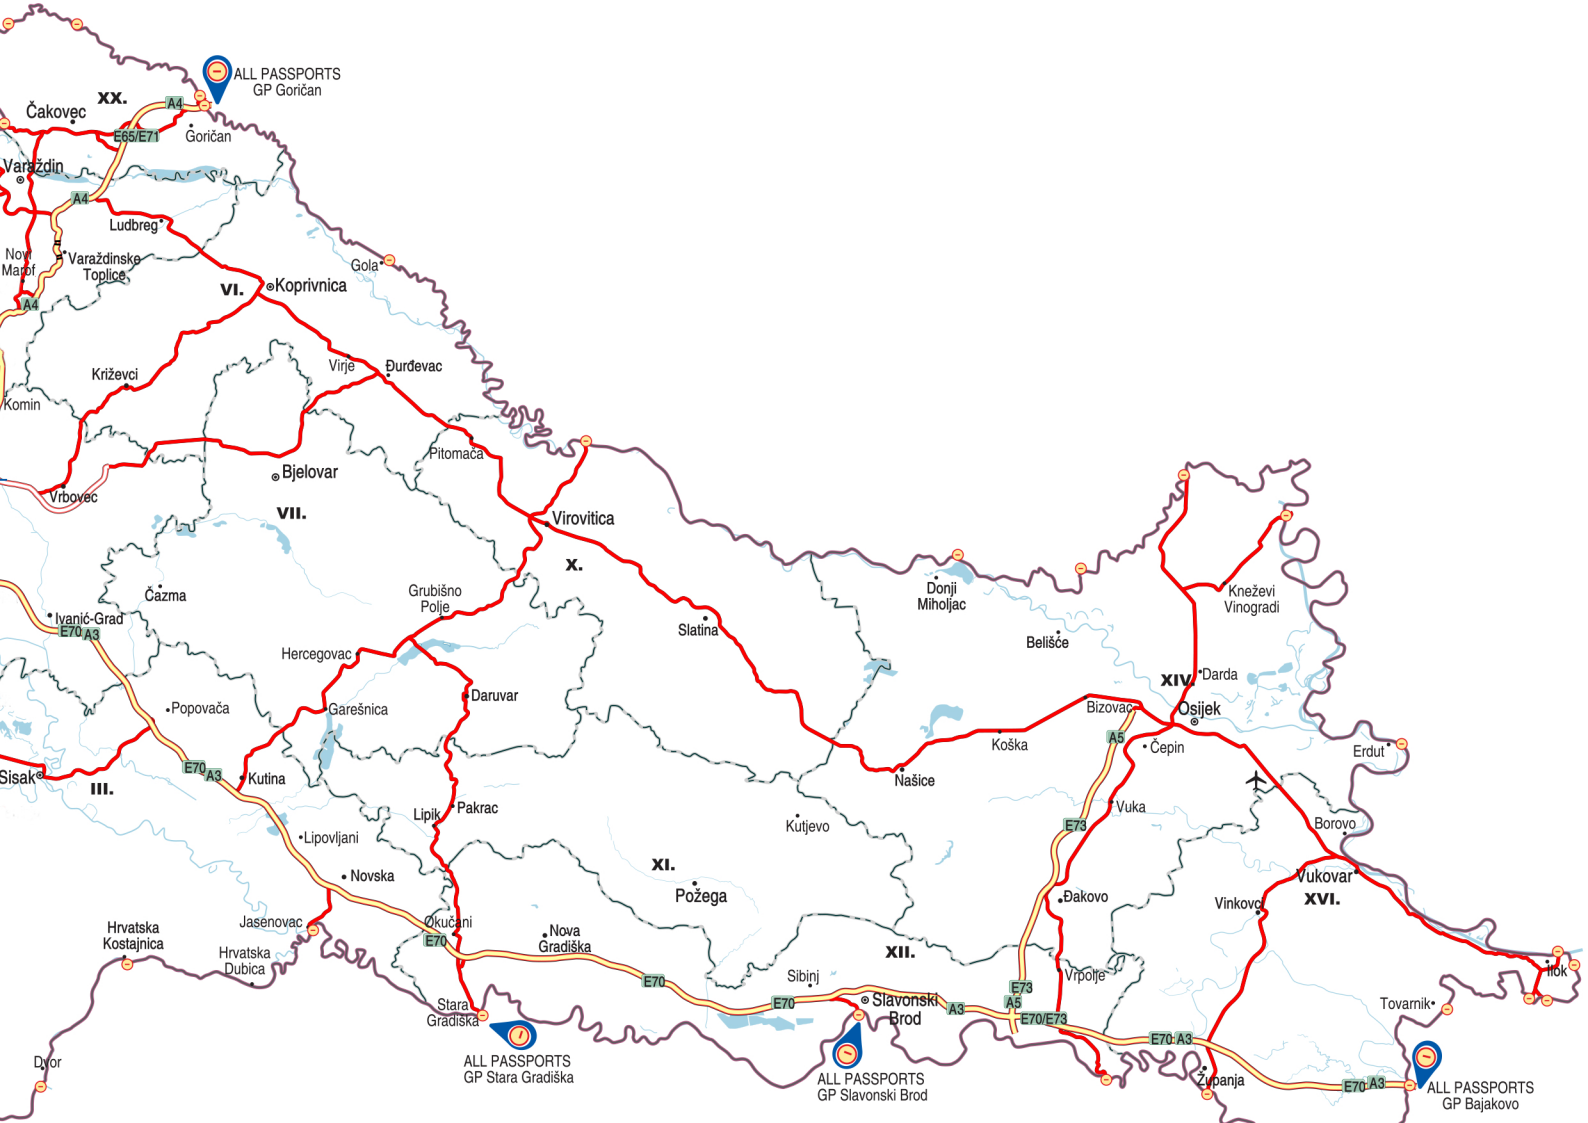 ALL PASSPORTS
GP Goričan
XX.
A4
Čakovec
E65/E71
Goričan
Varaždin
A4
Ludbreg
Novi
Marof
Varaždinske
Toplice
Gola
VI.
Koprivnica
A4
Virje
Đurđevac
Križevci
Komin
Pitomača
Bjelovar
Vrbovec
VII.
Virovitica
X.
Čazma
Grubišno
Polje
Donji
Miholjac
Kneževi
Vinogradi
Ivanić-Grad
E70
A3
Slatina
Belišće
Hercegovac
Darda
XIV.
Daruvar
Popovača
Garešnica
Bizovac
Osijek
A5
Koška
Čepin
Erdut
E70
A3
Sisak
Kutina
Našice
III.
Lipik
Pakrac
Vuka
Kutjevo
E73
Borovo
Lipovljani
XI.
Novska
Požega
Vukovar
Đakovo
XVI.
Vinkovci
Jasenovac
Okučani
Hrvatska
Kostajnica
E70
Nova
Gradiška
XII.
Hrvatska
Dubica
Sibinj
Vrpolje
Ilok
E70
E73
Stara
Gradiška
E70
Slavonski
Brod
A3
A5
E70/E73
Tovarnik
E70
A3
ALL PASSPORTS
GP Stara Gradiška
Dvor
ALL PASSPORTS
GP Slavonski Brod
Županja
E70
A3
ALL PASSPORTS
GP Bajakovo